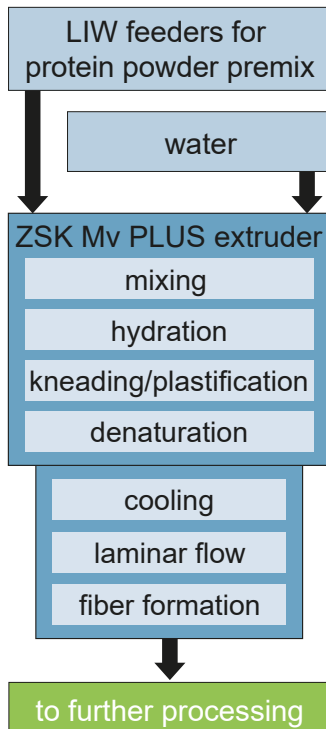 LIW feeders for
protein powder premix
water
ZSK Mv PLUS extruder
mixing
hydration
kneading/plastification
denaturation
cooling
laminar flow
fiber formation
to further processing